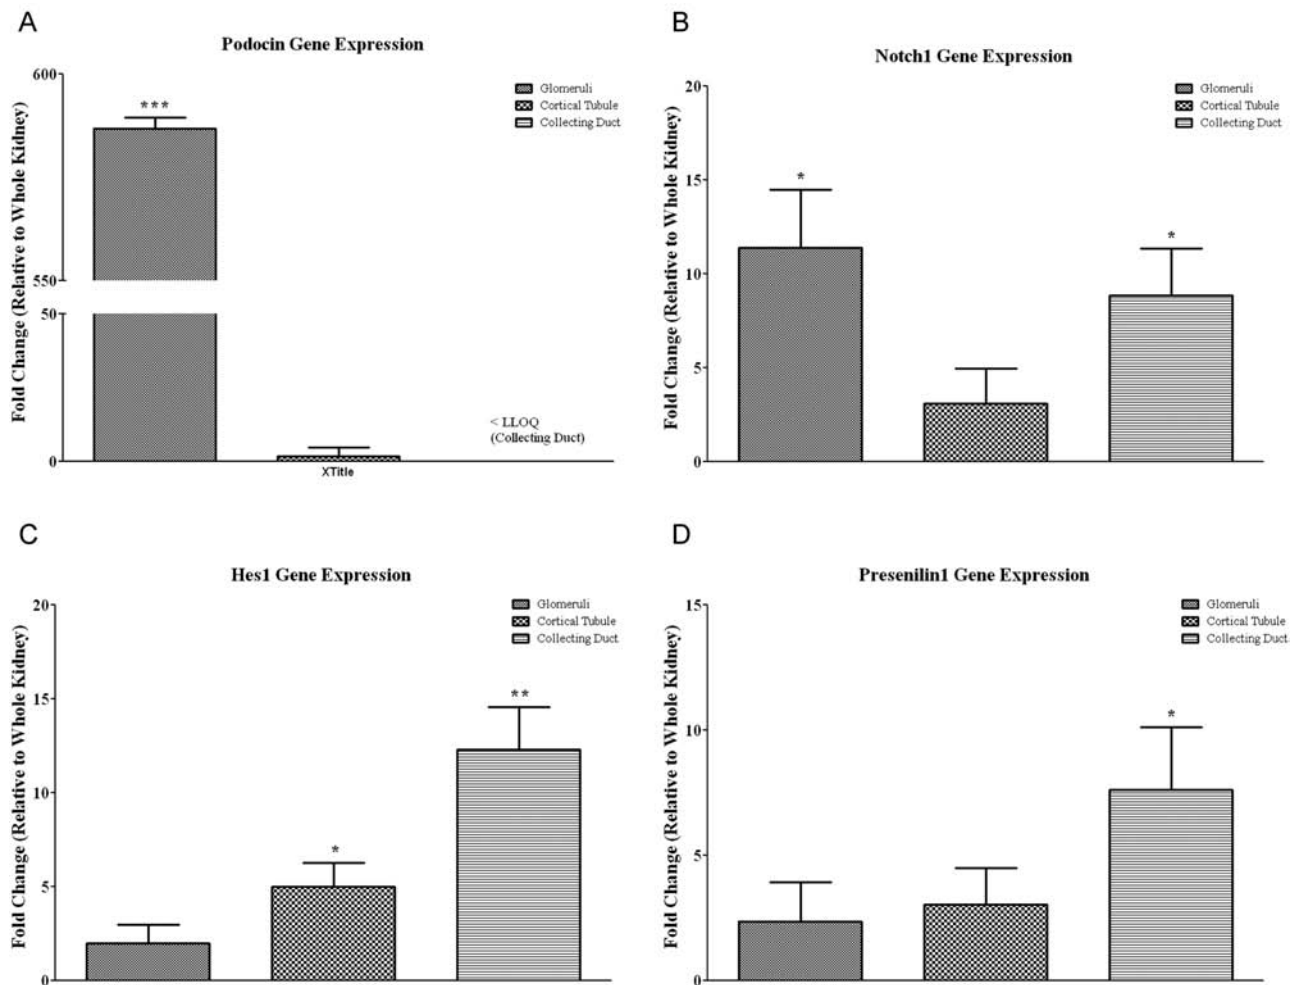 A
Podocin Gene Expression
Fold Change (Relative to Whole Kidney)
600
550
50
0
***
Glomeruli
Cortical Tubule
Collecting Duct
< LLOQ
(Collecting Duct)
XTitle
B
Notch1 Gene Expression
Fold Change (Relative to Whole Kidney)
20
15
10
5
0
*
*
Glomeruli
Cortical Tubule
Collecting Duct
C
Hes1 Gene Expression
Fold Change (Relative to Whole Kidney)
20
15
10
5
0
*
**
Glomeruli
Cortical Tubule
Collecting Duct
D
Presenilin1 Gene Expression
Fold Change (Relative to Whole Kidney)
15
10
5
0
*
Glomeruli
Cortical Tubule
Collecting Duct